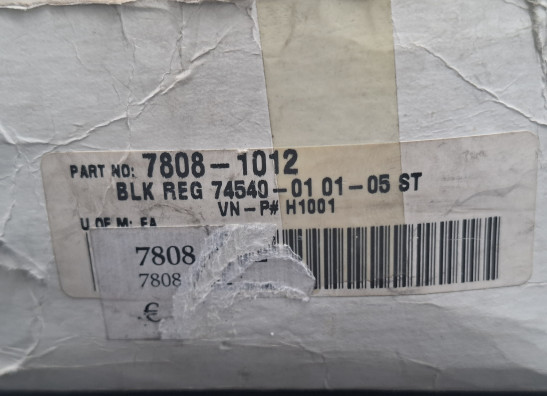 PART NO: 7808-1012
BLK REG 74540-01 01-05 ST
VN-P# H1001
U OF M: EA
7808
7808
€